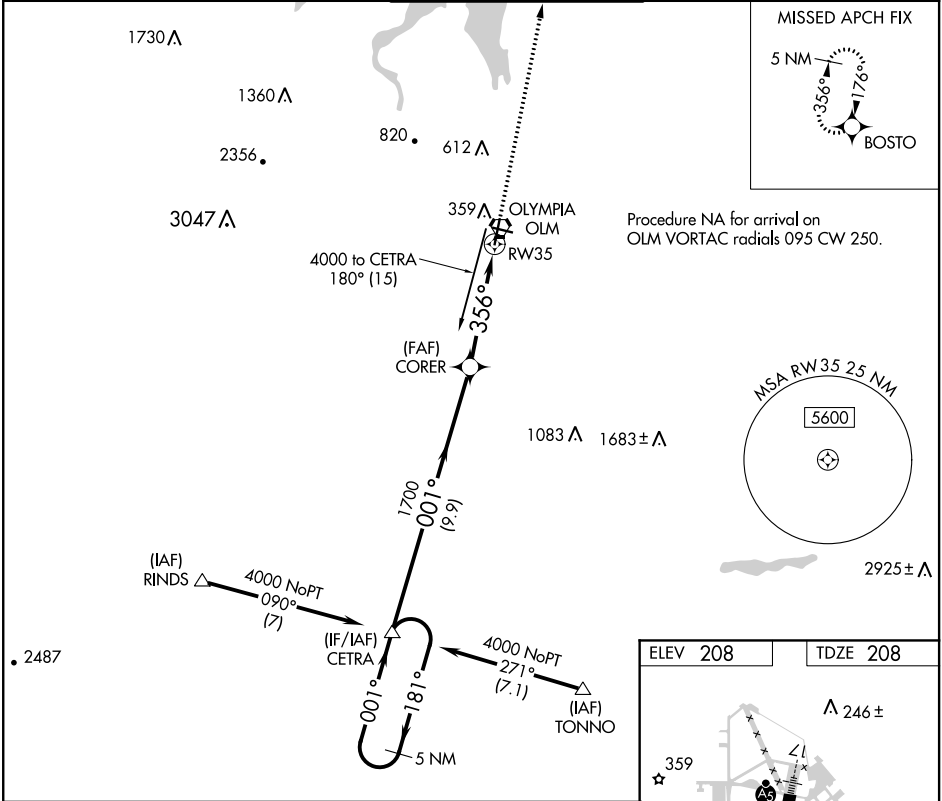 1730
1360
2356
820
612
3047
359
OLYMPIA
OLM
RW35
4000 to CETRA
180° (15)
356°
(FAF)
CORER
MISSED APCH FIX
5 NM
356°
176°
BOSTO
Procedure NA for arrival on
OLM VORTAC radials 095 CW 250.
MSA RW35 25 NM
5600
1083
1683±
1700
001°
(9.9)
2925±
(IAF)
RINDS
4000 NoPT
090°
(7)
(IF/IAF)
CETRA
4000 NoPT
271°
(7.1)
(IAF)
TONNO
2487
001°
181°
5 NM
ELEV 208
TDZE 208
246±
17
359
A5